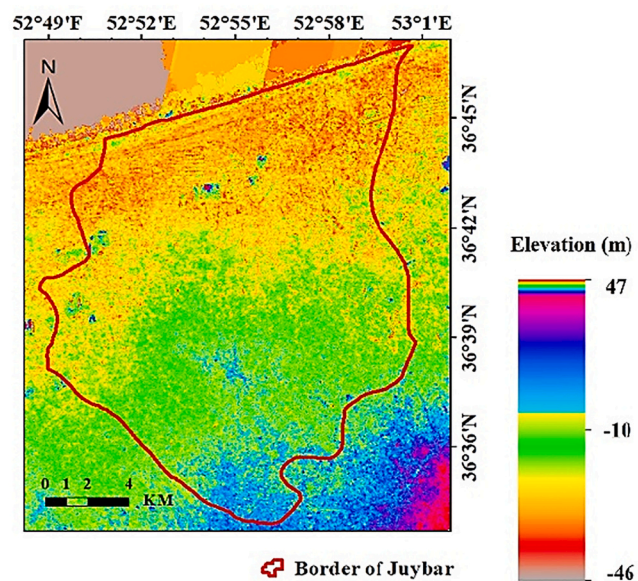 52°49'E 52°52'E 52°55'E 52°58'E 53°1'E
N
36°45'N
36°42'N
36°39'N
36°36'N
Elevation (m)
47
-10
-46
0 1 2 4
KM
Border of Juybar